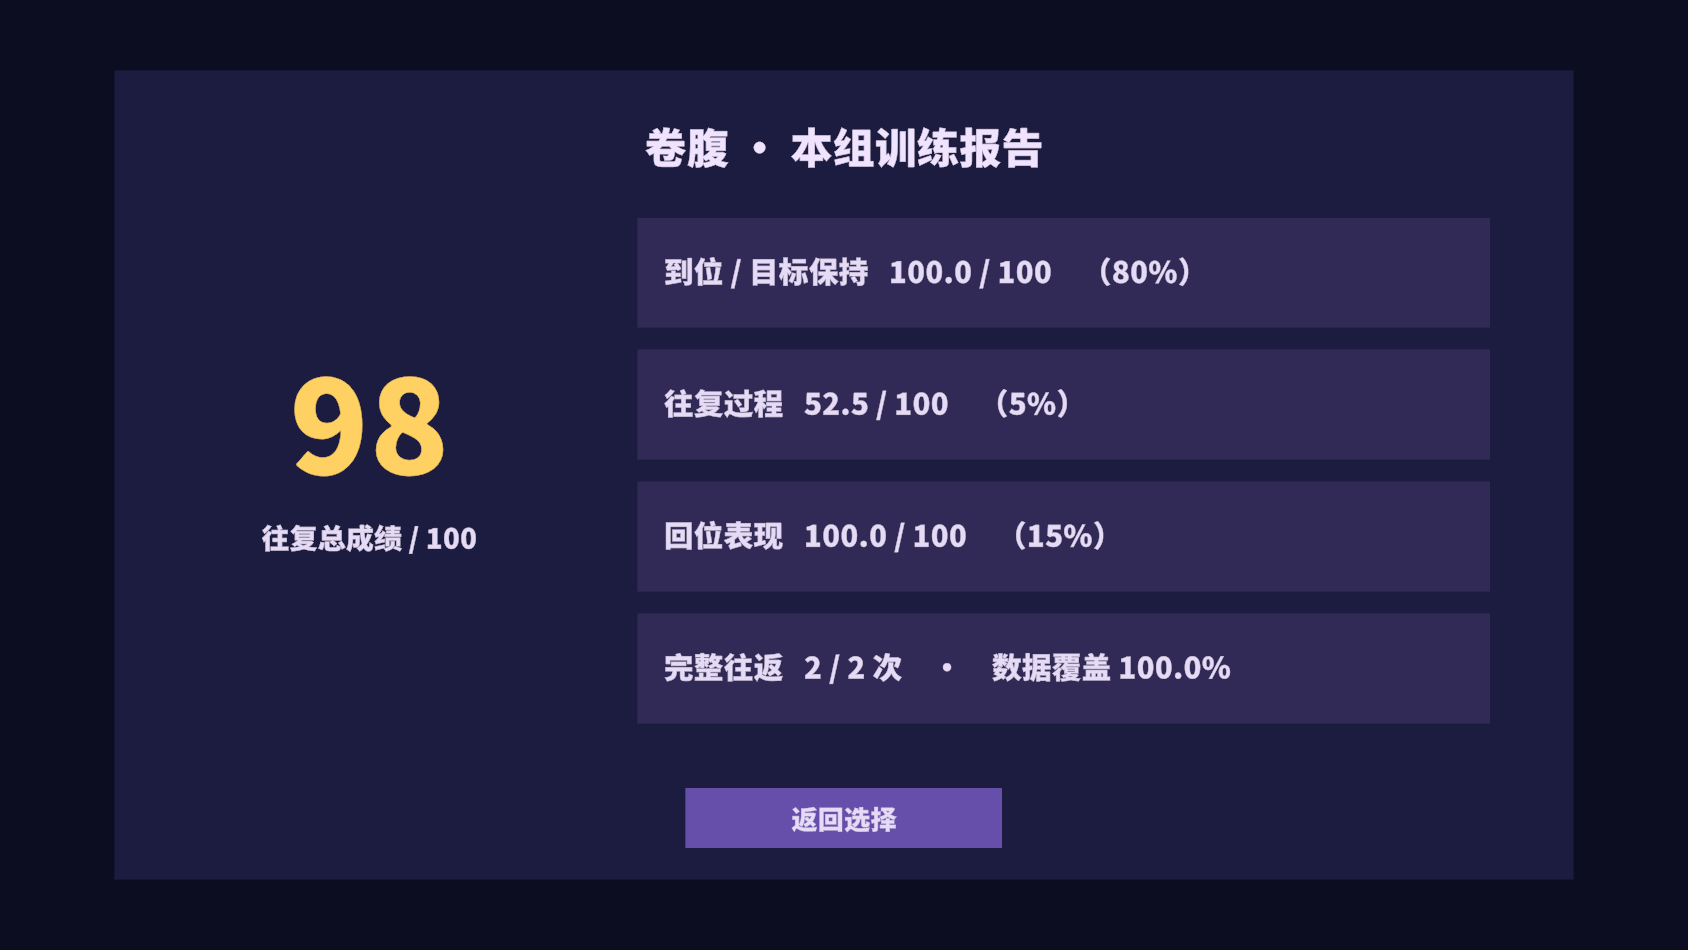 卷腹 · 本组训练报告
到位 / 目标保持 100.0 / 100 （80%）
往复过程 52.5 / 100 （5%）
98
往复总成绩 / 100
回位表现 100.0 / 100 （15%）
完整往返 2 / 2 次 · 数据覆盖 100.0%
返回选择